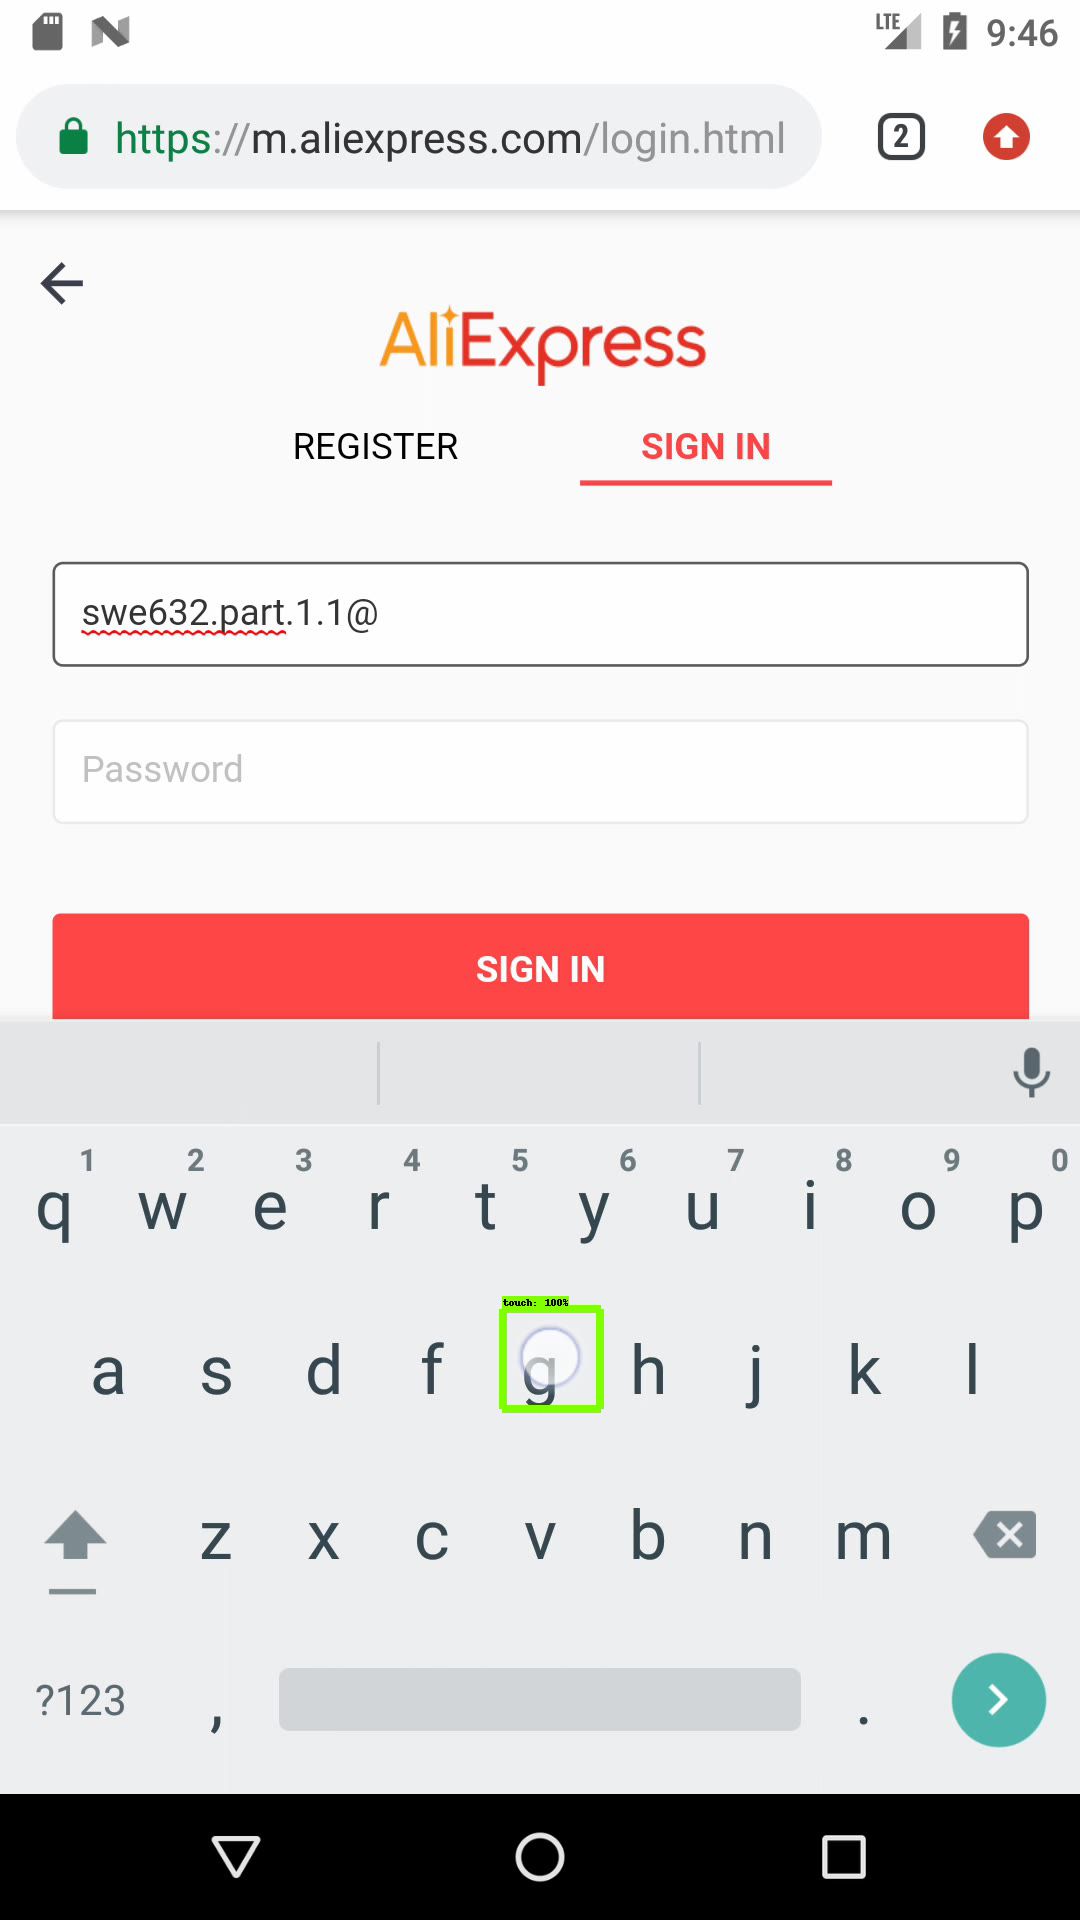 LTE 9:46
https://m.aliexpress.com/login.html 2
AliExpress
REGISTER SIGN IN
swe632.part.1.1@
Password
SIGN IN
1 2 3 4 5 6 7 8 9 0
q w e r t y u i o p
touch: 100%
a s d f g h j k l
z x c v b n m
?123 , .